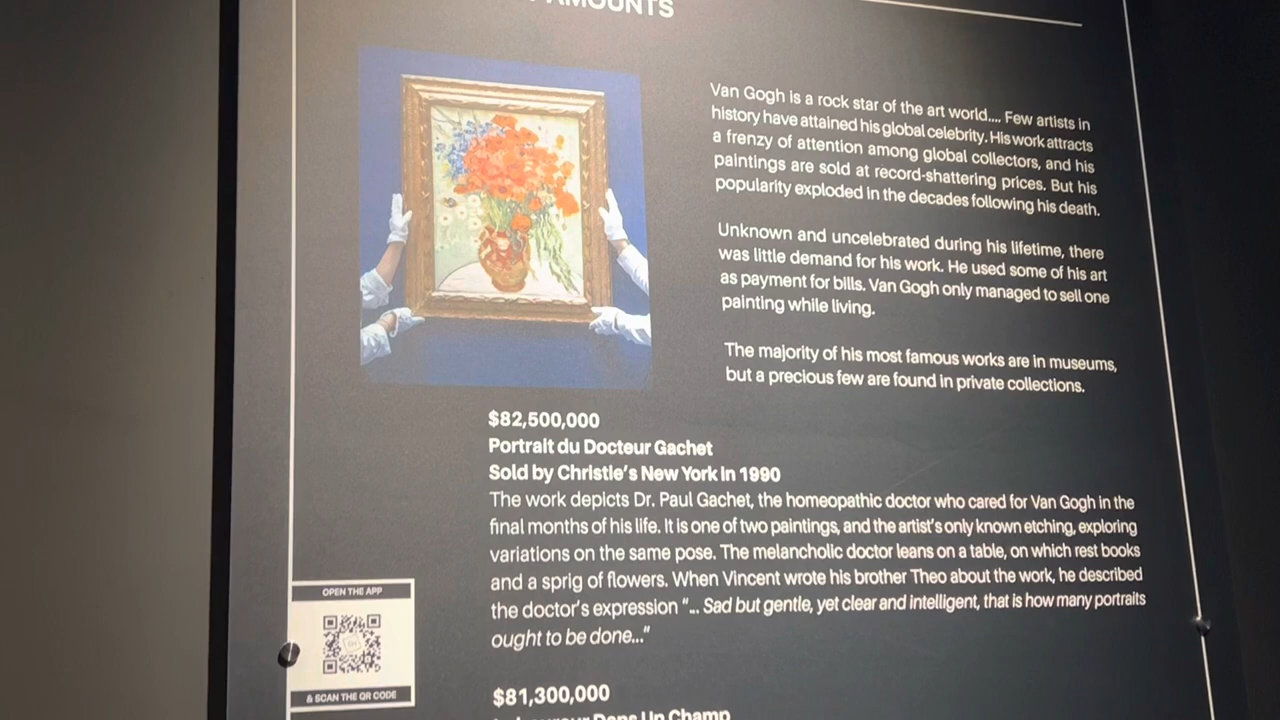 AMOUNTS
Van Gogh is a rock star of the art world.... Few artists in
history have attained his global celebrity. His work attracts
a frenzy of attention among global collectors, and his
paintings are sold at record-shattering prices. But his
popularity exploded in the decades following his death.
Unknown and uncelebrated during his lifetime, there
was little demand for his work. He used some of his art
as payment for bills. Van Gogh only managed to sell one
painting while living.
The majority of his most famous works are in museums,
but a precious few are found in private collections.
$82,500,000
Portrait du Docteur Gachet
Sold by Christie's New York in 1990
The work depicts Dr. Paul Gachet, the homeopathic doctor who cared for Van Gogh in the
final months of his life. It is one of two paintings, and the artist's only known etching, exploring
variations on the same pose. The melancholic doctor leans on a table, on which rest books
and a sprig of flowers. When Vincent wrote his brother Theo about the work, he described
the doctor's expression "... Sad but gentle, yet clear and intelligent, that is how many portraits
ought to be done..."
OPEN THE APP
& SCAN THE QR CODE
$81,300,000
Dans Un Champ